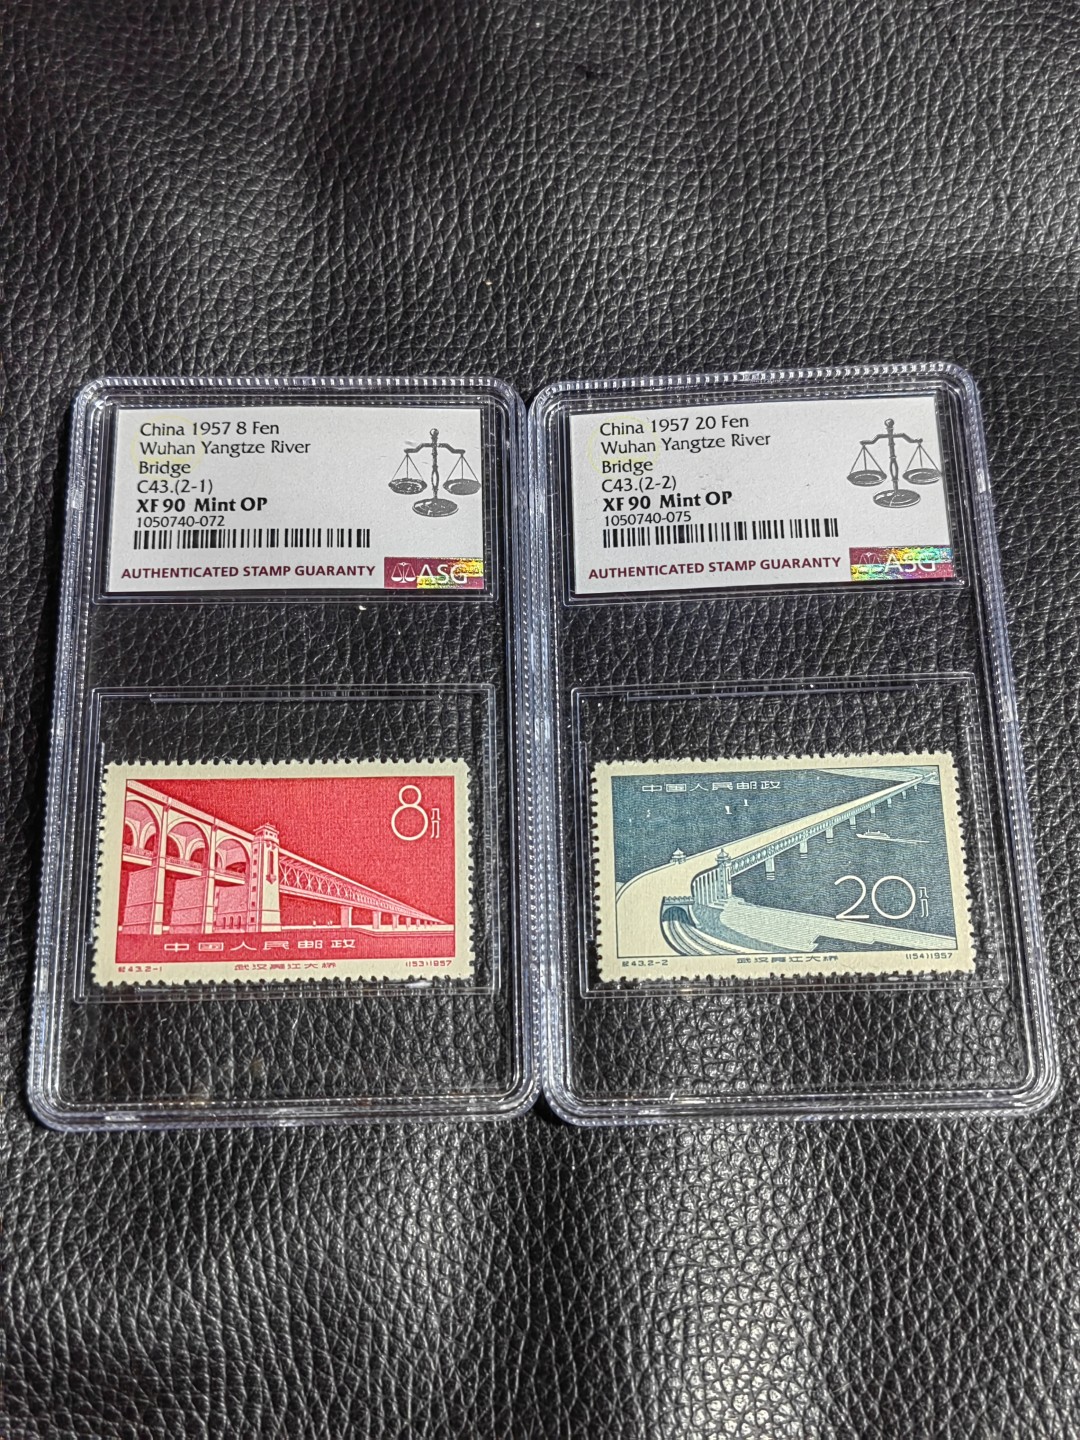 China 1957 8 Fen
Wuhan Yangtze River
Bridge
C43.(2-1)
XF 90 Mint OP
1050740-072
AUTHENTICATED STAMP GUARANTY
ASG
8分
中国人民邮政
纪43.2-1
武汉長江大桥
(153)1957
China 1957 20 Fen
Wuhan Yangtze River
Bridge
C43.(2-2)
XF 90 Mint OP
1050740-075
AUTHENTICATED STAMP GUARANTY
ASG
中国人民邮政
20分
纪43.2-2
武汉長江大桥
(154)1957